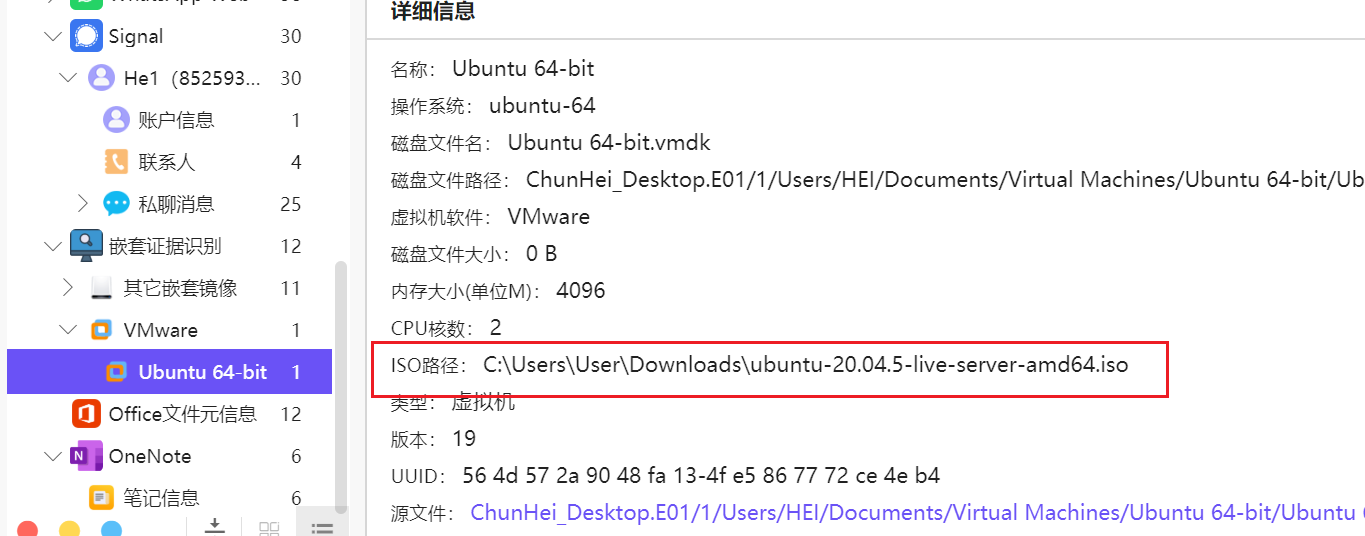 WhatsApp Web 30
Signal 30
He1（852593... 30
账户信息 1
联系人 4
私聊消息 25
嵌套证据识别 12
其它嵌套镜像 11
VMware 1
Ubuntu 64-bit 1
Office文件元信息 12
OneNote 6
笔记信息 6
详细信息
名称： Ubuntu 64-bit
操作系统： ubuntu-64
磁盘文件名： Ubuntu 64-bit.vmdk
磁盘文件路径： ChunHei_Desktop.E01/1/Users/HEI/Documents/Virtual Machines/Ubuntu 64-bit/Ub
虚拟机软件： VMware
磁盘文件大小： 0 B
内存大小(单位M)： 4096
CPU核数： 2
ISO路径： C:\Users\User\Downloads\ubuntu-20.04.5-live-server-amd64.iso
类型： 虚拟机
版本： 19
UUID： 56 4d 57 2a 90 48 fa 13-4f e5 86 77 72 ce 4e b4
源文件： ChunHei_Desktop.E01/1/Users/HEI/Documents/Virtual Machines/Ubuntu 64-bit/Ubuntu